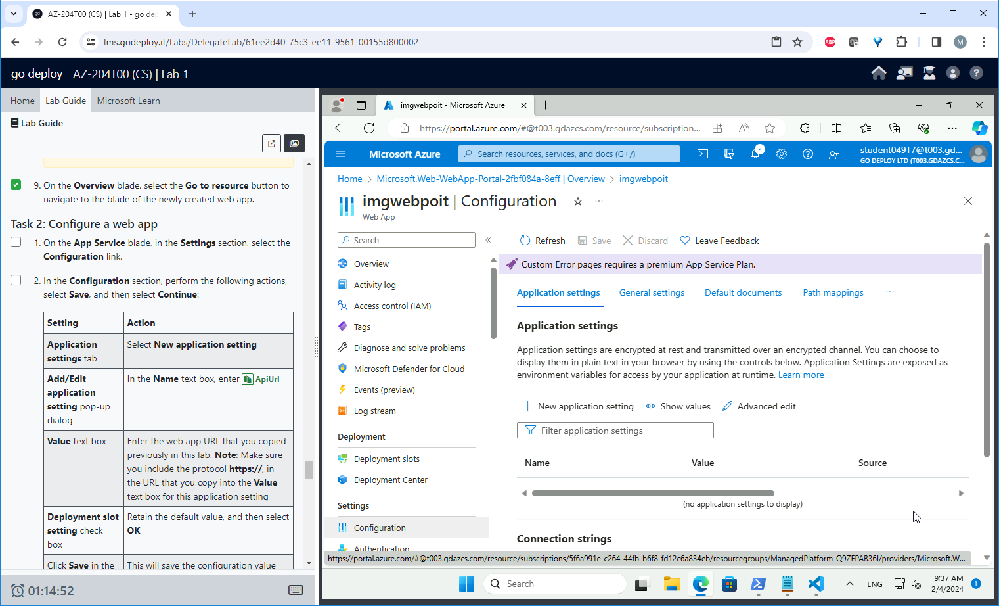 AZ-204T00 (CS) | Lab 1 - go de
lms.godeploy.it/Labs/DelegateLab/61ee2d40-75c3-ee11-9561-00155d800002
ABP
M
go deploy AZ-204T00 (CS) | Lab 1
Home Lab Guide Microsoft Learn
Lab Guide
9. On the Overview blade, select the Go to resource button to
navigate to the blade of the newly created web app.
Task 2: Configure a web app
1. On the App Service blade, in the Settings section, select the
Configuration link.
2. In the Configuration section, perform the following actions,
select Save, and then select Continue:
Setting Action
Application settings tab
Select New application setting
Add/Edit application setting pop-up dialog
In the Name text box, enter ApiUrl
Value text box
Enter the web app URL that you copied
previously in this lab. Note: Make sure
you include the protocol https://, in
the URL that you copy into the Value
text box for this application setting
Deployment slot setting check box
Retain the default value, and then select
OK
Click Save in the
This will save the configuration value
01:14:52
imgwebpoit - Microsoft Azure
https://portal.azure.com/#@t003.gdazcs.com/resource/subscription...
Microsoft Azure
Search resources, services, and docs (G+/)
2
student049T7@t003.gd...
GO DEPLOY LTD (T003.GDAZCS.C...
Home > Microsoft.Web-WebApp-Portal-2fbf084a-8eff | Overview > imgwebpoit
imgwebpoit | Configuration
Web App
Search
Overview
Activity log
Access control (IAM)
Tags
Diagnose and solve problems
Microsoft Defender for Cloud
Events (preview)
Log stream
Deployment
Deployment slots
Deployment Center
Settings
Configuration
Authentication
Refresh Save Discard Leave Feedback
Custom Error pages requires a premium App Service Plan.
Application settings General settings Default documents Path mappings
Application settings
Application settings are encrypted at rest and transmitted over an encrypted channel. You can choose to
display them in plain text in your browser by using the controls below. Application Settings are exposed as
environment variables for access by your application at runtime. Learn more
New application setting Show values Advanced edit
Filter application settings
Name Value Source
(no application settings to display)
Connection strings
https://portal.azure.com/#@t003.gdazcs.com/resource/subscriptions/5f6a991e-c264-44fb-b6f8-fd12c6a834eb/resourcegroups/ManagedPlatform-Q9ZFPAB36I/providers/Microsoft.W...
Search
ENG
9:37 AM
2/4/2024
1